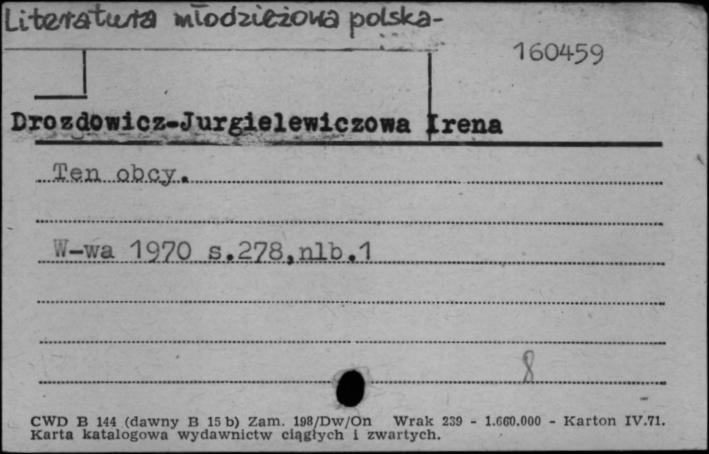 Literatura młodzieżowa polska-
160459
Drozdowicz-Jurgielewiczowa Irena
Ten obcy.
W-wa 1970 s.278,nlb.1
8
CWD B 144 (dawny B 15 b) Zam. 198/Dw/On Wrak 239 - 1.660.000 - Karton IV.71.
Karta katalogowa wydawnictw ciągłych i zwartych.